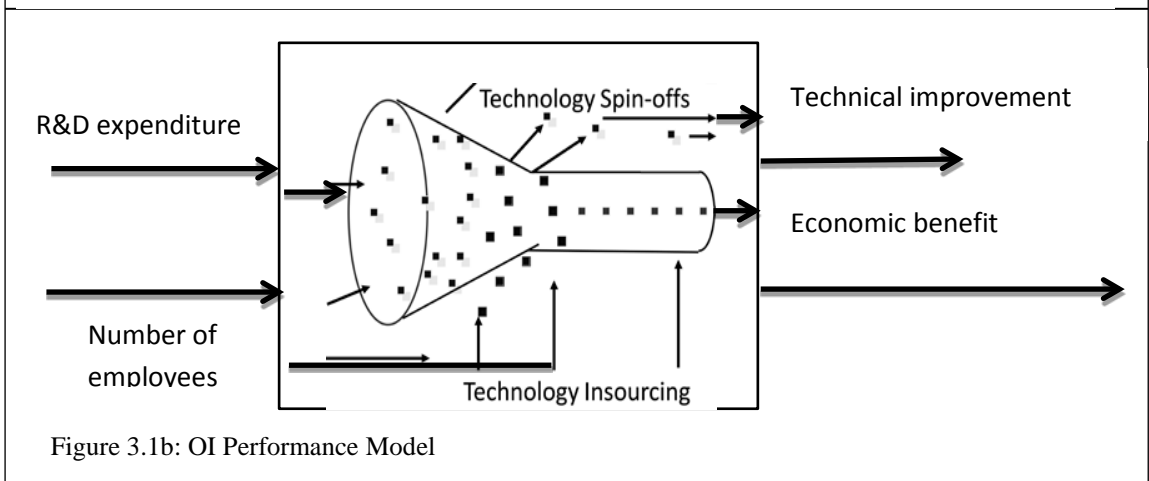 R&D expenditure
Number of
employees
Technology Spin-offs
Technology Insourcing
Technical improvement
Economic benefit
Figure 3.1b: OI Performance Model